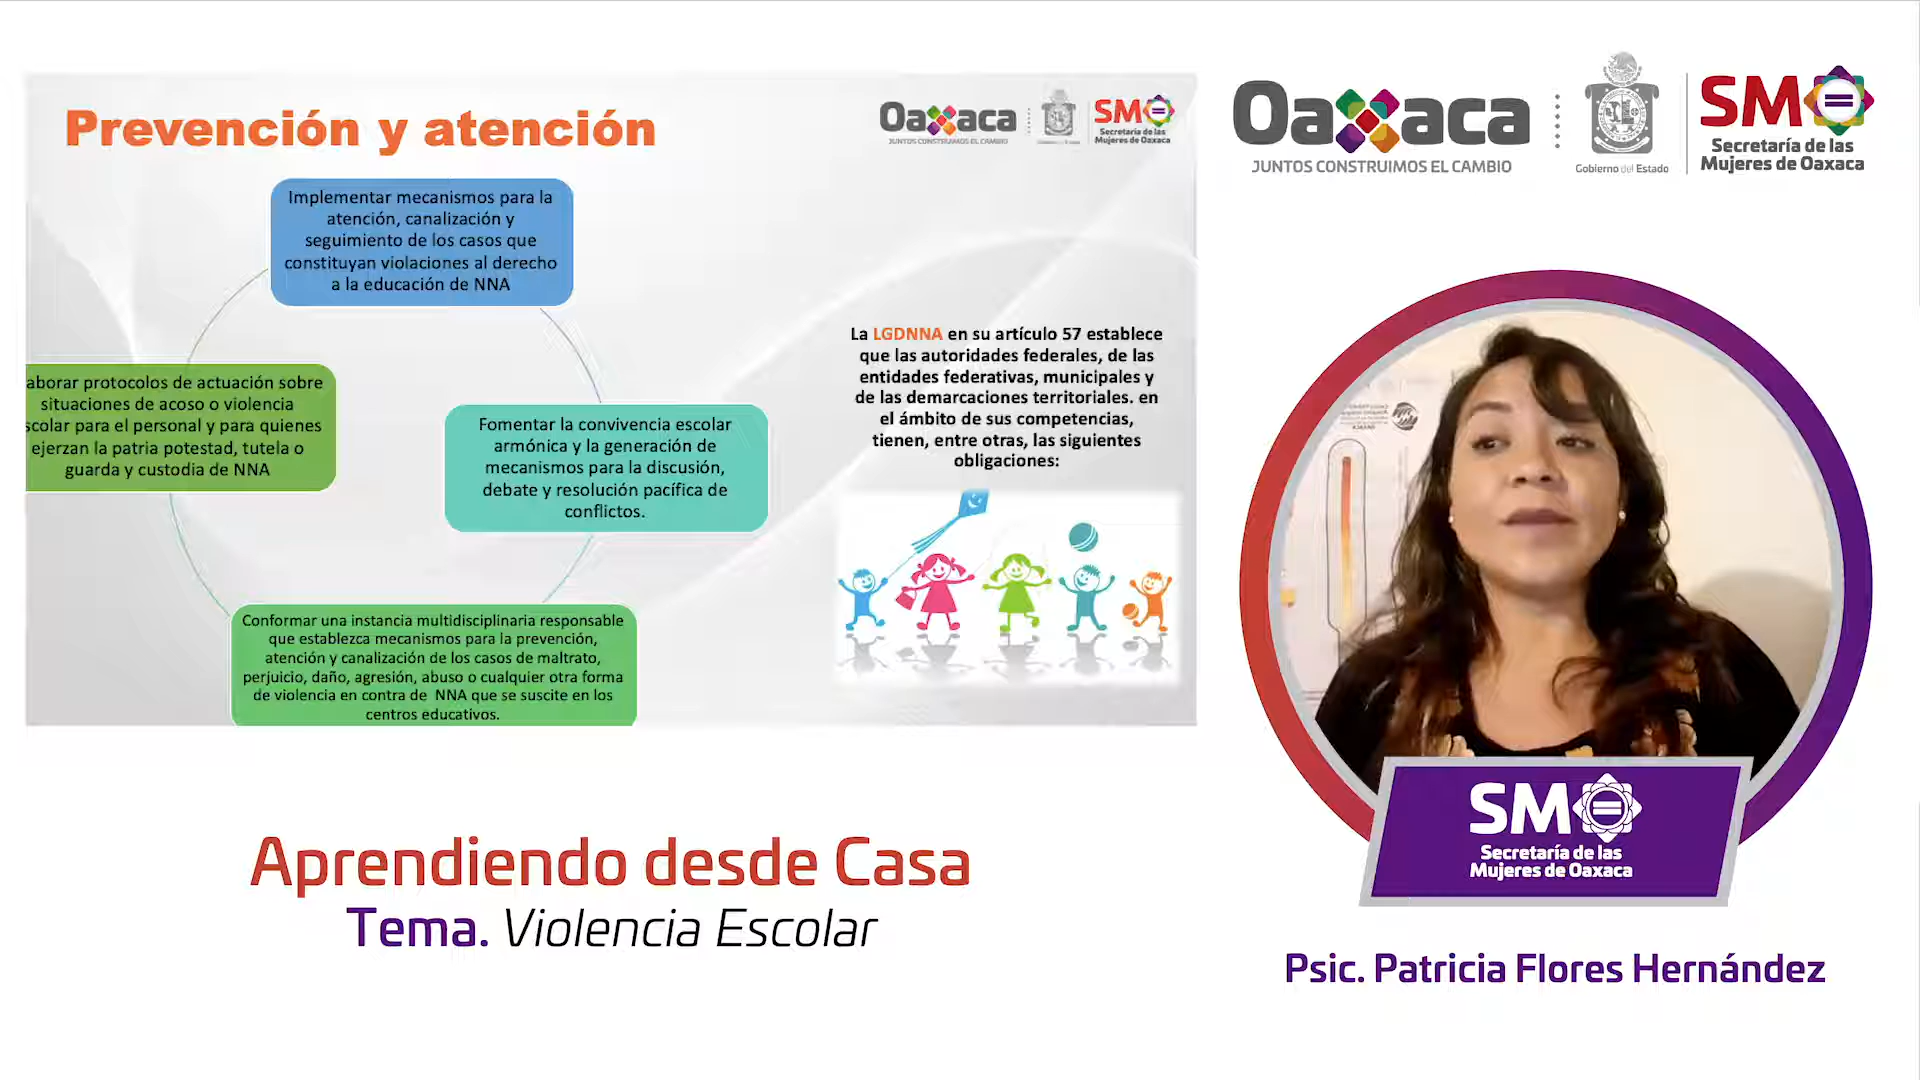 Prevención y atención
Oaxaca
JUNTOS CONSTRUIMOS EL CAMBIO
SM
Secretaría de las
Mujeres de Oaxaca
Implementar mecanismos para la
atención, canalización y
seguimiento de los casos que
constituyan violaciones al derecho
a la educación de NNA
aborar protocolos de actuación sobre
situaciones de acoso o violencia
scolar para el personal y para quienes
ejerzan la patria potestad, tutela o
guarda y custodia de NNA
Fomentar la convivencia escolar
armónica y la generación de
mecanismos para la discusión,
debate y resolución pacífica de
conflictos.
Conformar una instancia multidisciplinaria responsable
que establezca mecanismos para la prevención,
atención y canalización de los casos de maltrato,
perjuicio, daño, agresión, abuso o cualquier otra forma
de violencia en contra de NNA que se suscite en los
centros educativos.
La LGDNNA en su artículo 57 establece
que las autoridades federales, de las
entidades federativas, municipales y
de las demarcaciones territoriales. en
el ámbito de sus competencias,
tienen, entre otras, las siguientes
obligaciones:
Oaxaca
JUNTOS CONSTRUIMOS EL CAMBIO
Gobierno del Estado
SM
Secretaría de las
Mujeres de Oaxaca
SM
Secretaría de las
Mujeres de Oaxaca
Aprendiendo desde Casa
Tema. Violencia Escolar
Psic. Patricia Flores Hernández